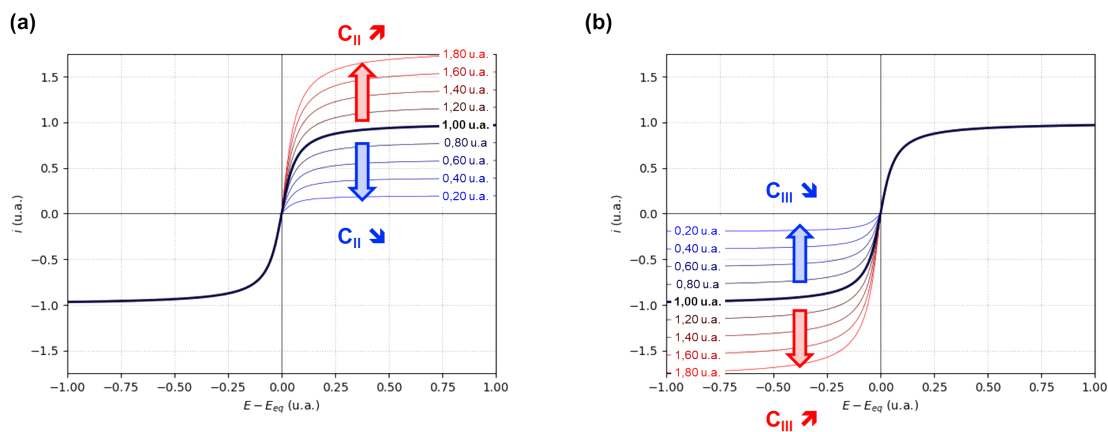 (a)
C_II ↗
1.5
1.0
0.5
0.0
−0.5
−1.0
−1.5
i (u.a.)
1,80 u.a.
1,60 u.a.
1,40 u.a.
1,20 u.a.
1,00 u.a.
0,80 u.a
0,60 u.a.
0,40 u.a.
0,20 u.a.
C_II ↘
−1.00 −0.75 −0.50 −0.25 0.00 0.25 0.50 0.75 1.00
E − E_eq (u.a.)
(b)
1.5
1.0
0.5
0.0
−0.5
−1.0
−1.5
i (u.a.)
C_III ↘
0,20 u.a.
0,40 u.a.
0,60 u.a.
0,80 u.a
1,00 u.a.
1,20 u.a.
1,40 u.a.
1,60 u.a.
1,80 u.a.
−1.00 −0.75 −0.50 −0.25 0.00 0.25 0.50 0.75 1.00
E − E_eq (u.a.)
C_III ↗